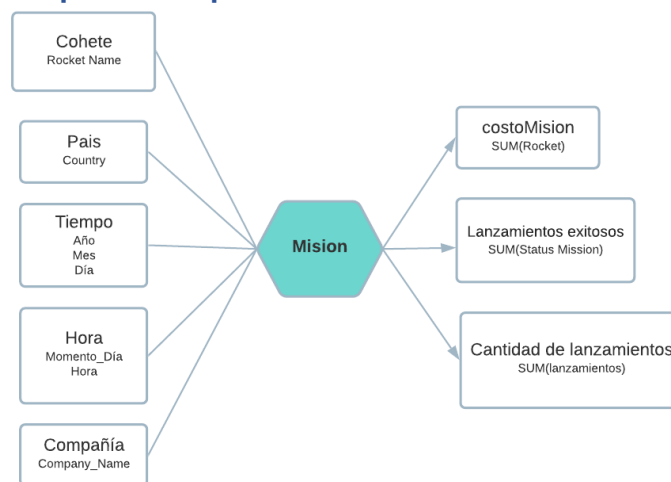 Cohete
Rocket Name
Pais
Country
Tiempo
Año
Mes
Día
Hora
Momento_Día
Hora
Compañía
Company_Name
Mision
costoMision
SUM(Rocket)
Lanzamientos exitosos
SUM(Status Mission)
Cantidad de lanzamientos
SUM(lanzamientos)